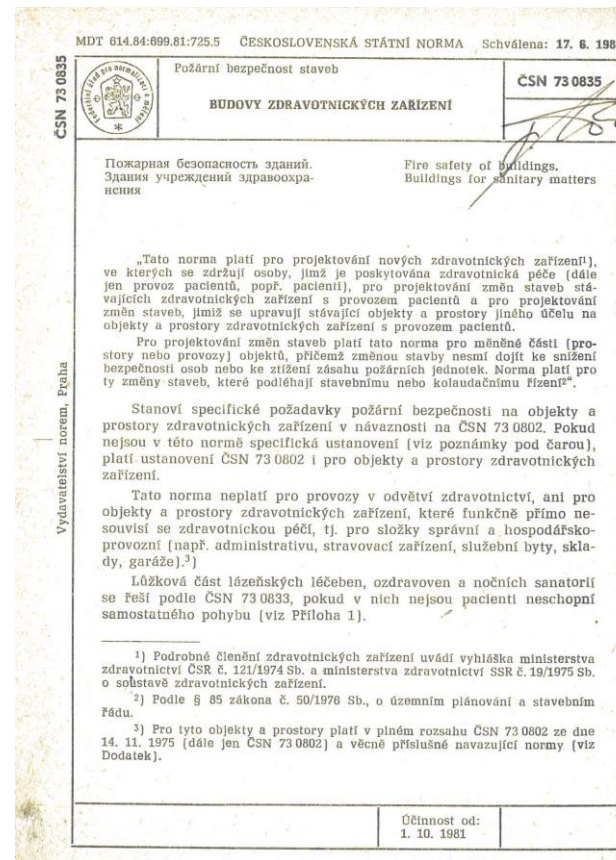 MDT 614.84:699.81:725.5 ČESKOSLOVENSKÁ STÁTNÍ NORMA Schválena: 17. 6. 198
ČSN 73 0835
Federální úřad pro normalizaci a měření
Požární bezpečnost staveb
BUDOVY ZDRAVOTNICKÝCH ZAŘÍZENÍ
ČSN 73 0835
Пожарная безопасность зданий.
Здания учреждений здравоохра-
нения
Fire safety of buildings.
Buildings for sanitary matters
„Tato norma platí pro projektování nových zdravotnických zařízení¹),
ve kterých se zdržují osoby, jimž je poskytována zdravotnická péče (dále
jen provoz pacientů, popř. pacienti), pro projektování změn staveb stá-
vajících zdravotnických zařízení s provozem pacientů a pro projektování
změn staveb, jimiž se upravují stávající objekty a prostory jiného účelu na
objekty a prostory zdravotnických zařízení s provozem pacientů.
Pro projektování změn staveb platí tato norma pro měněné části (pro-
story nebo provozy) objektů, přičemž změnou stavby nesmí dojít ke snížení
bezpečnosti osob nebo ke ztížení zásahu požárních jednotek. Norma platí pro
ty změny staveb, které podléhají stavebnímu nebo kolaudačnímu řízení²“.
Stanoví specifické požadavky požární bezpečnosti na objekty a
prostory zdravotnických zařízení v návaznosti na ČSN 73 0802. Pokud
nejsou v této normě specifická ustanovení (viz poznámky pod čarou),
platí ustanovení ČSN 73 0802 i pro objekty a prostory zdravotnických
zařízení.
Tato norma neplatí pro provozy v odvětví zdravotnictví, ani pro
objekty a prostory zdravotnických zařízení, které funkčně přímo ne-
souvisí se zdravotnickou péčí, tj. pro složky správní a hospodářsko-
provozní (např. administrativu, stravovací zařízení, služební byty, skla-
dy, garáže).³)
Lůžková část lázeňských léčeben, ozdravoven a nočních sanatorií
se řeší podle ČSN 73 0833, pokud v nich nejsou pacienti neschopní
samostatného pohybu (viz Příloha 1).
¹) Podrobné členění zdravotnických zařízení uvádí vyhláška ministerstva
zdravotnictví ČSR č. 121/1974 Sb. a ministerstva zdravotnictví SSR č. 19/1975 Sb.
o soustavě zdravotnických zařízení.
²) Podle § 85 zákona č. 50/1976 Sb., o územním plánování a stavebním
řádu.
³) Pro tyto objekty a prostory platí v plném rozsahu ČSN 73 0802 ze dne
14. 11. 1975 (dále jen ČSN 73 0802) a věcně příslušné navazující normy (viz
Dodatek).
Vydavatelství norem, Praha
Účinnost od:
1. 10. 1981